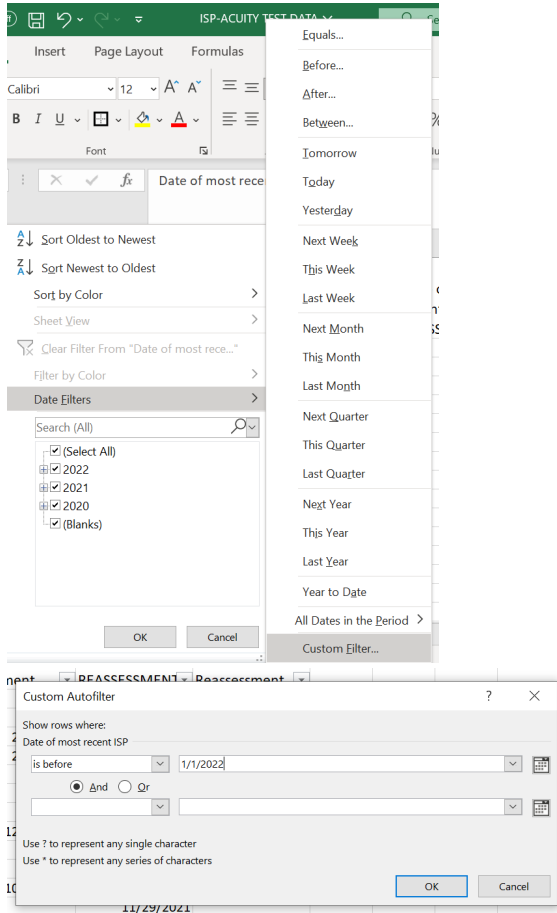 ISP-ACUITY TEST DATA
Insert Page Layout Formulas
Calibri 12 A A
B I U A
%
Font
fx Date of most rece
Sort Oldest to Newest
Sort Newest to Oldest
Sort by Color
Sheet View
Clear Filter From "Date of most rece..."
Filter by Color
Date Filters
Search (All)
(Select All)
2022
2021
2020
(Blanks)
OK Cancel
Equals...
Before...
After...
Between...
Tomorrow
Today
Yesterday
Next Week
This Week
Last Week
Next Month
This Month
Last Month
Next Quarter
This Quarter
Last Quarter
Next Year
This Year
Last Year
Year to Date
All Dates in the Period
Custom Filter...
REASSESSMENT Reassessment
Custom Autofilter ?
Show rows where:
Date of most recent ISP
is before 1/1/2022
And Or
Use ? to represent any single character
Use * to represent any series of characters
OK Cancel
11/29/2021